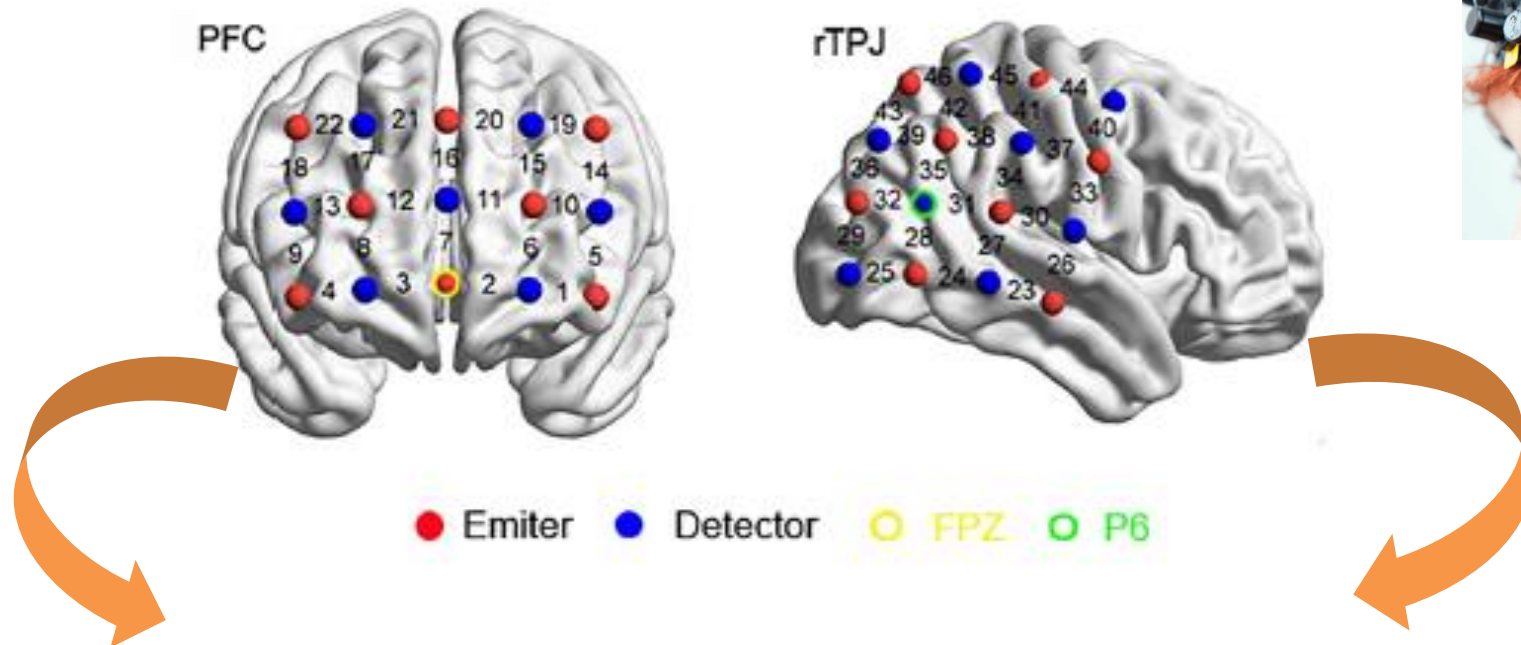 PFC
22 21 20 19
18 17 16 15 14
13 12 11 10
9 8 7 6 5
4 3 2 1
rTPJ
46 45 44
43 42 41 40
39 38 37
36 35 34 33
32 31 30
29 28 27 26
25 24 23
Emiter Detector FPZ P6